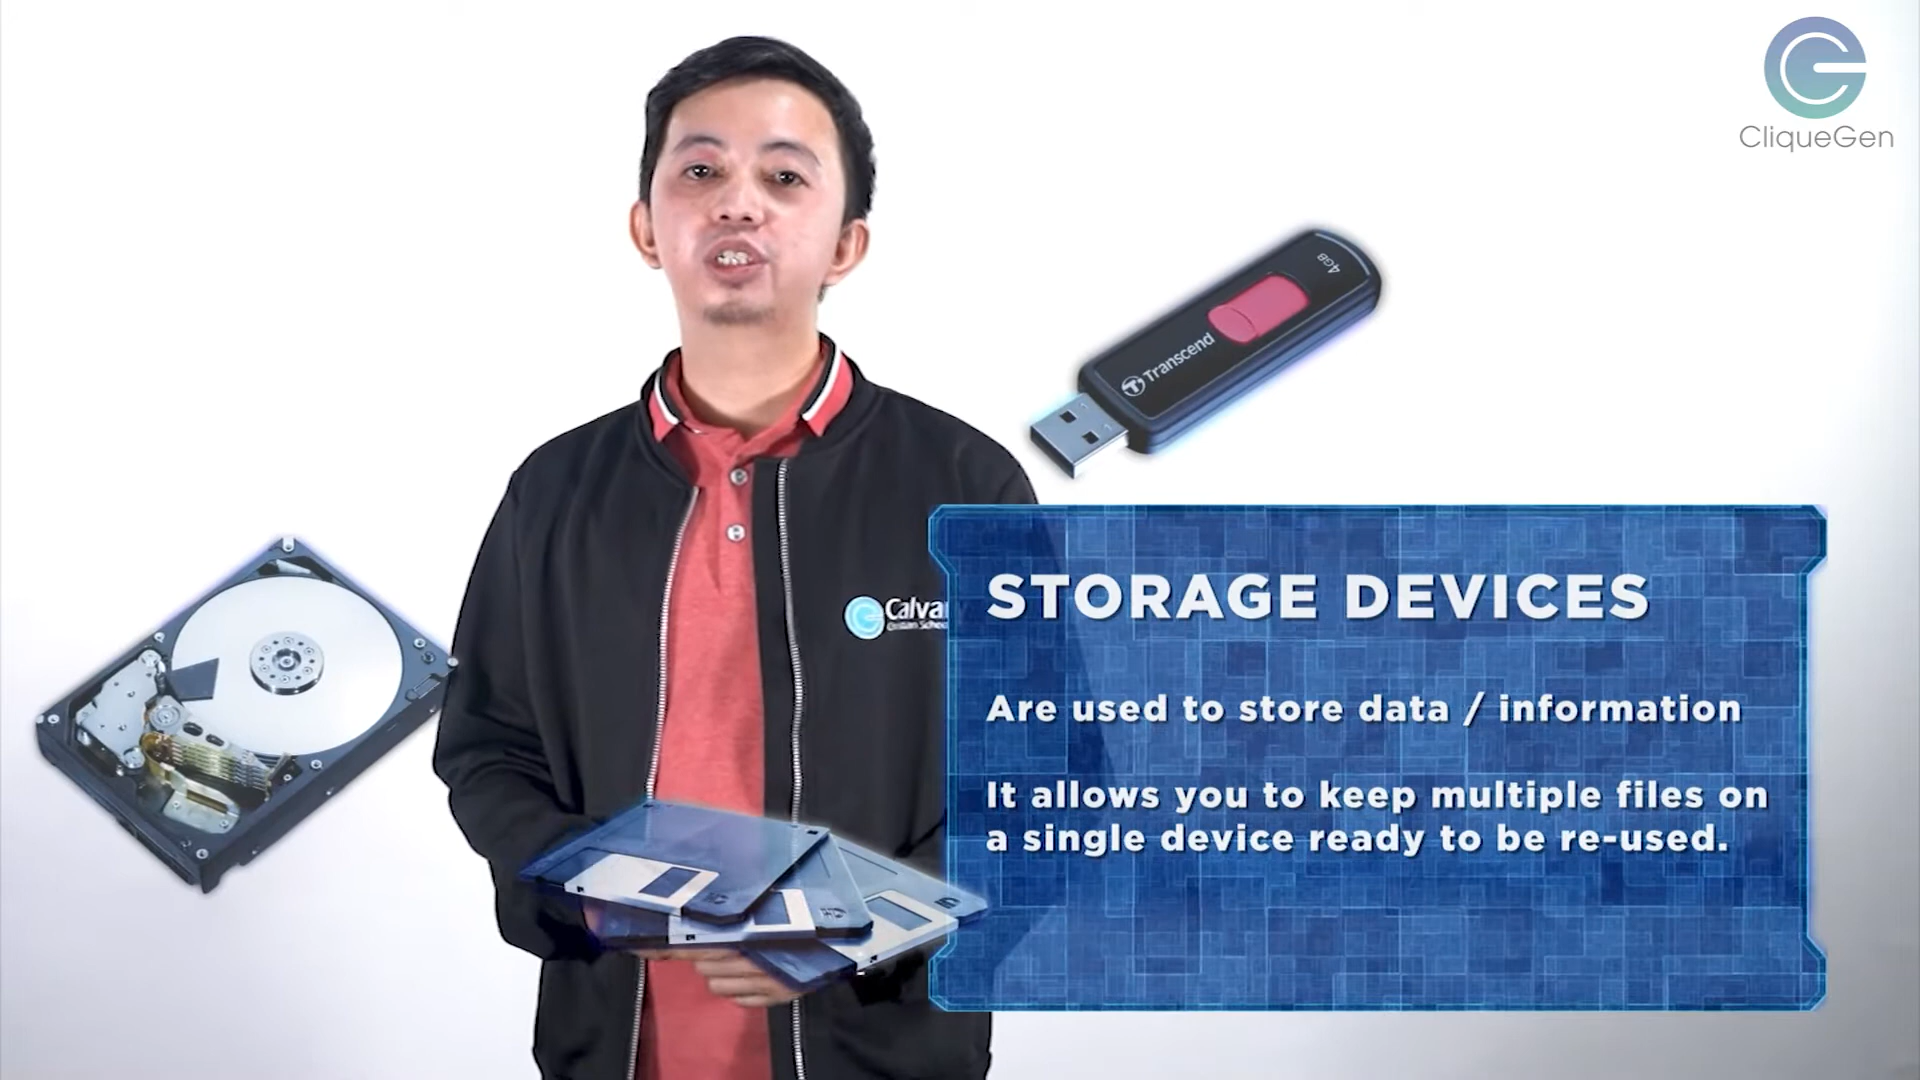 CliqueGen
4GB
Transcend
STORAGE DEVICES
Are used to store data / information
It allows you to keep multiple files on
a single device ready to be re-used.
Calvary